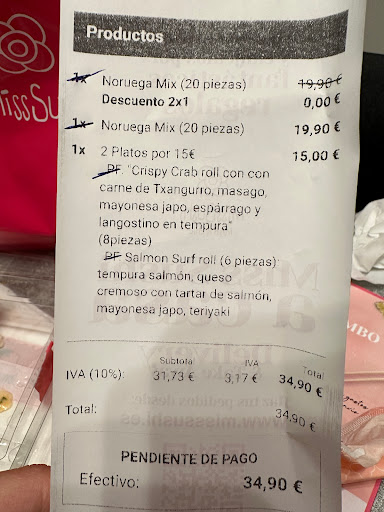 Productos
1x Noruega Mix (20 piezas) 19,90 €
Descuento 2x1 0,00 €
1x Noruega Mix (20 piezas) 19,90 €
1x 2 Platos por 15€ 15,00 €
PF "Crispy Crab roll con con
carne de Txangurro, masago,
mayonesa japo, espárrago y
langostino en tempura"
(8piezas)
PF Salmon Surf roll (6 piezas):
tempura salmón, queso
cremoso con tartar de salmón,
mayonesa japo, teriyaki
Subtotal IVA Total
IVA (10%): 31,73 € 3,17 € 34,90 €
Total: 34,90 €
PENDIENTE DE PAGO
Efectivo: 34,90 €